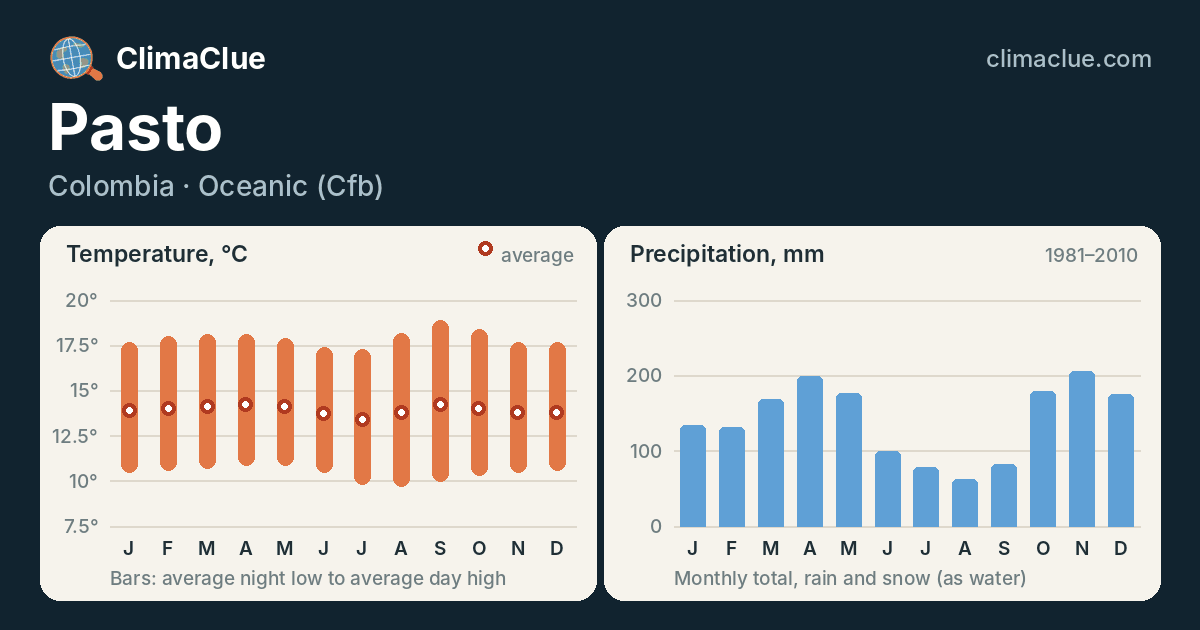 ClimaClue
climaclue.com
Pasto
Colombia · Oceanic (Cfb)
Temperature, °C
average
20°
17.5°
15°
12.5°
10°
7.5°
J F M A M J J A S O N D
Bars: average night low to average day high
Precipitation, mm
1981–2010
300
200
100
0
J F M A M J J A S O N D
Monthly total, rain and snow (as water)